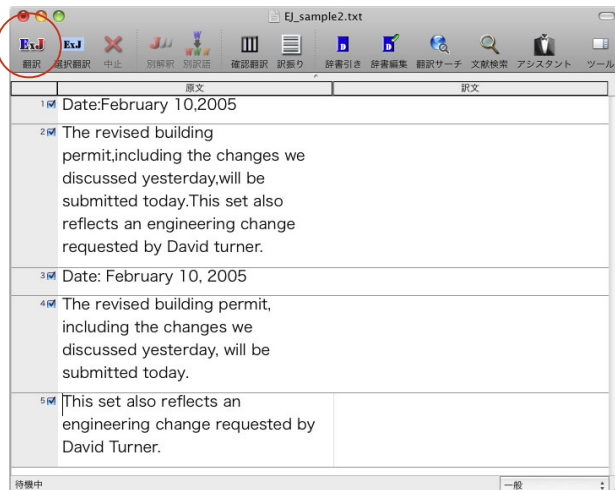 EJ_sample2.txt
ExJ ExJ
翻訳 選択翻訳 中止 別解釈 別訳語 確認翻訳 訳振り 辞書引き 辞書編集 翻訳サーチ 文献検索 アシスタント ツール
原文 訳文
1 Date:February 10,2005
2 The revised building
permit,including the changes we
discussed yesterday,will be
submitted today.This set also
reflects an engineering change
requested by David turner.
3 Date: February 10, 2005
4 The revised building permit,
including the changes we
discussed yesterday, will be
submitted today.
5 This set also reflects an
engineering change requested by
David Turner.
待機中 一般